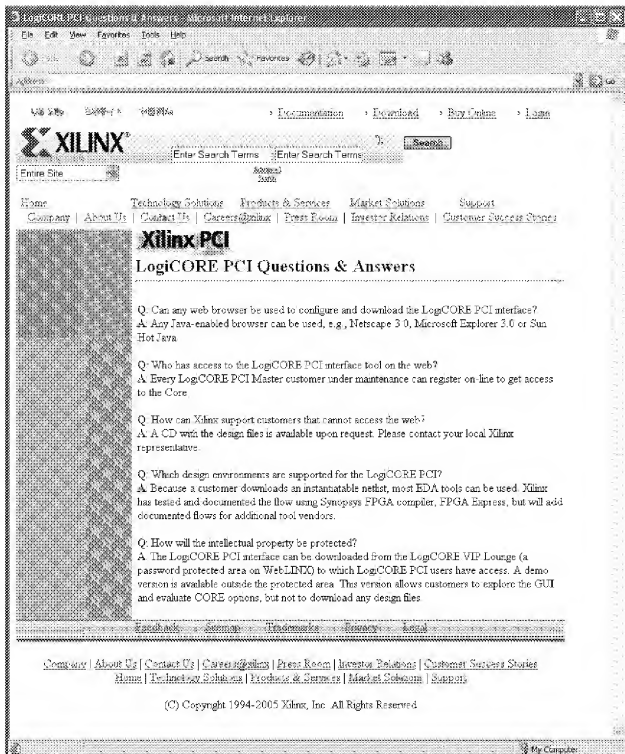 LogiCORE PCI Questions & Answers - Microsoft Internet Explorer
File Edit View Favorites Tools Help
Search Favorites
Address Go
Documentation Download Buy Online Login
XILINX®
Enter Search Terms Enter Search Terms Search
Entire Site Advanced Search
Home Technology Solutions Products & Services Market Solutions Support
Company | About Us | Contact Us | Careers@xilinx | Press Room | Investor Relations | Customer Success Stories
Xilinx PCI
LogiCORE PCI Questions & Answers
Q: Can any web browser be used to configure and download the LogiCORE PCI interface?
A: Any Java-enabled browser can be used, e.g., Netscape 3.0, Microsoft Explorer 3.0 or Sun
Hot Java
Q: Who has access to the LogiCORE PCI interface tool on the web?
A: Every LogiCORE PCI Master customer under maintenance can register on-line to get access
to the Core
Q: How can Xilinx support customers that cannot access the web?
A: A CD with the design files is available upon request. Please contact your local Xilinx
representative.
Q: Which design environments are supported for the LogiCORE PCI?
A: Because a customer downloads an instantiatable netlist, most EDA tools can be used. Xilinx
has tested and documented the flow using Synopsys FPGA compiler, FPGA Express, but will add
documented flows for additional tool vendors.
Q: How will the intellectual property be protected?
A: The LogiCORE PCI interface can be downloaded from the LogiCORE VIP Lounge (a
password protected area on WebLINX) to which LogiCORE PCI users have access. A demo
version is available outside the protected area. This version allows customers to explore the GUI
and evaluate CORE options, but not to download any design files.
Feedback Sitemap Trademarks Privacy Legal
Company | About Us | Contact Us | Careers@xilinx | Press Room | Investor Relations | Customer Success Stories
Home | Technology Solutions | Products & Services | Market Solutions | Support
(C) Copyright 1994-2005 Xilinx, Inc. All Rights Reserved
My Computer